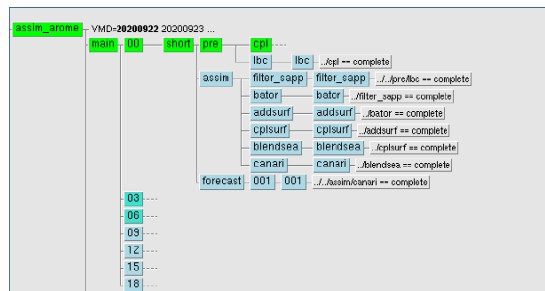 assim_arome VMD=20200922 20200923 ...
main 00 short pre cpl
lbc lbc ../cpl == complete
assim filter_sapp filter_sapp ../../pre/lbc == complete
bator bator ../filter_sapp == complete
addsurf addsurf ../bator == complete
cplsurf cplsurf ../addsurf == complete
blendsea blendsea ../cplsurf == complete
canari canari ../blendsea == complete
forecast 001 001 ../../assim/canari == complete
03
06
09
12
15
18